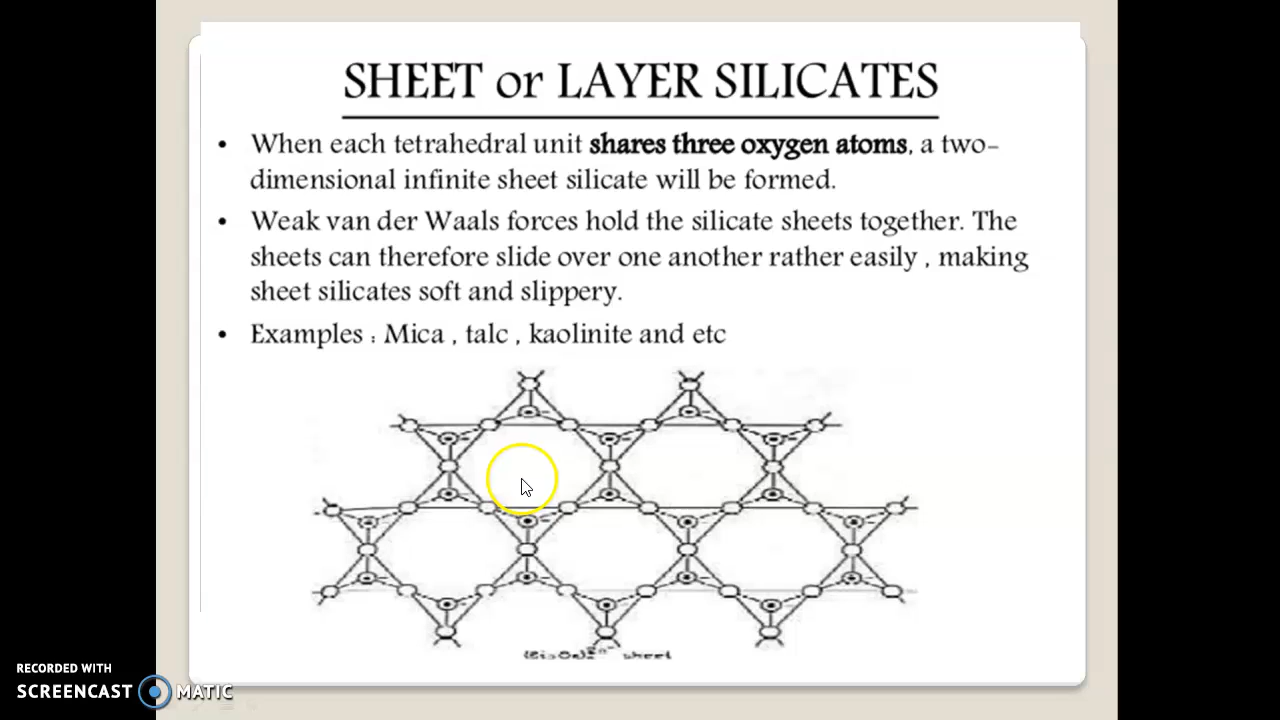 SHEET or LAYER SILICATES
• When each tetrahedral unit shares three oxygen atoms, a two-
dimensional infinite sheet silicate will be formed.
• Weak van der Waals forces hold the silicate sheets together. The
sheets can therefore slide over one another rather easily , making
sheet silicates soft and slippery.
• Examples : Mica , talc , kaolinite and etc
sheet
RECORDED WITH
SCREENCAST MATIC